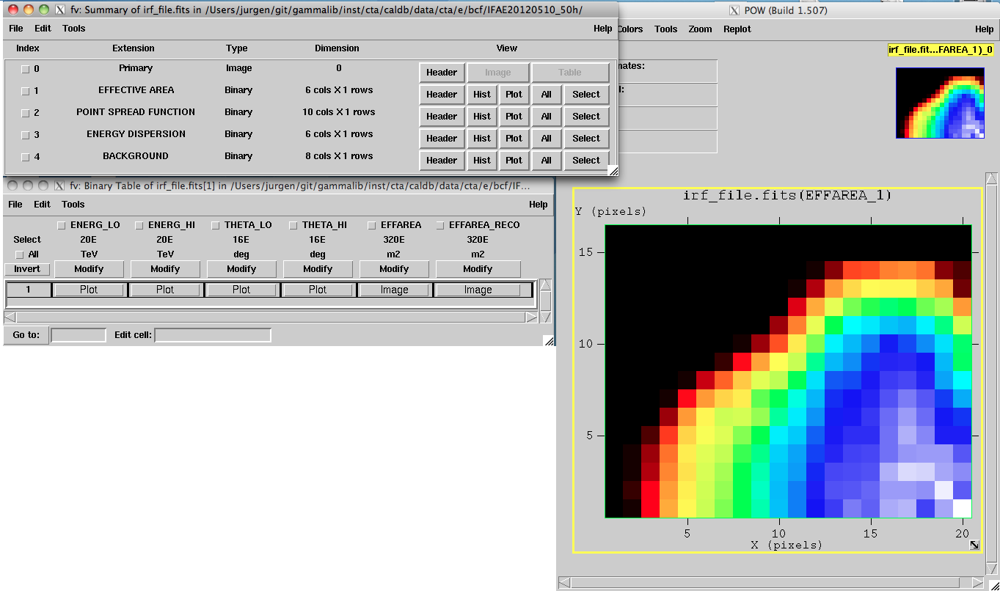 fv: Summary of irf_file.fits in /Users/jurgen/git/gammalib/inst/cta/caldb/data/cta/e/bcf/IFAE20120510_50h/
File Edit Tools Help
Index Extension Type Dimension View
0 Primary Image 0 Header Image Table
1 EFFECTIVE AREA Binary 6 cols X 1 rows Header Hist Plot All Select
2 POINT SPREAD FUNCTION Binary 10 cols X 1 rows Header Hist Plot All Select
3 ENERGY DISPERSION Binary 6 cols X 1 rows Header Hist Plot All Select
4 BACKGROUND Binary 8 cols X 1 rows Header Hist Plot All Select
POW (Build 1.507)
Colors Tools Zoom Replot Help
irf_file.fit...FAREA_1)_0
nates:
l:
fv: Binary Table of irf_file.fits[1] in /Users/jurgen/git/gammalib/inst/cta/caldb/data/cta/e/bcf/IF...
File Edit Tools Help
ENERG_LO ENERG_HI THETA_LO THETA_HI EFFAREA EFFAREA_RECO
Select 20E 20E 16E 16E 320E 320E
All TeV TeV deg deg m2 m2
Invert Modify Modify Modify Modify Modify Modify
1 Plot Plot Plot Plot Image Image
Go to: Edit cell:
irf_file.fits(EFFAREA_1)
Y (pixels)
15
10
5
5 10 15 20
X (pixels)